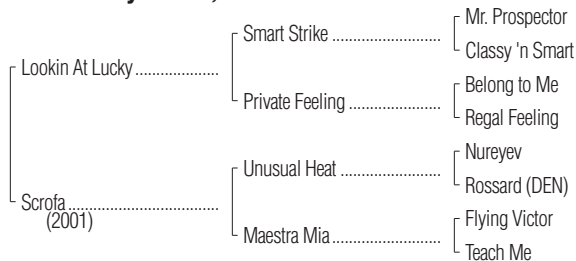 Mr. Prospector
Smart Strike ........................
Classy 'n Smart
Lookin At Lucky.....................
Belong to Me
Private Feeling .......................
Regal Feeling
Nureyev
Unusual Heat .........................
Rossard (DEN)
Scrofa......................................
(2001)
Flying Victor
Maestra Mia...........................
Teach Me